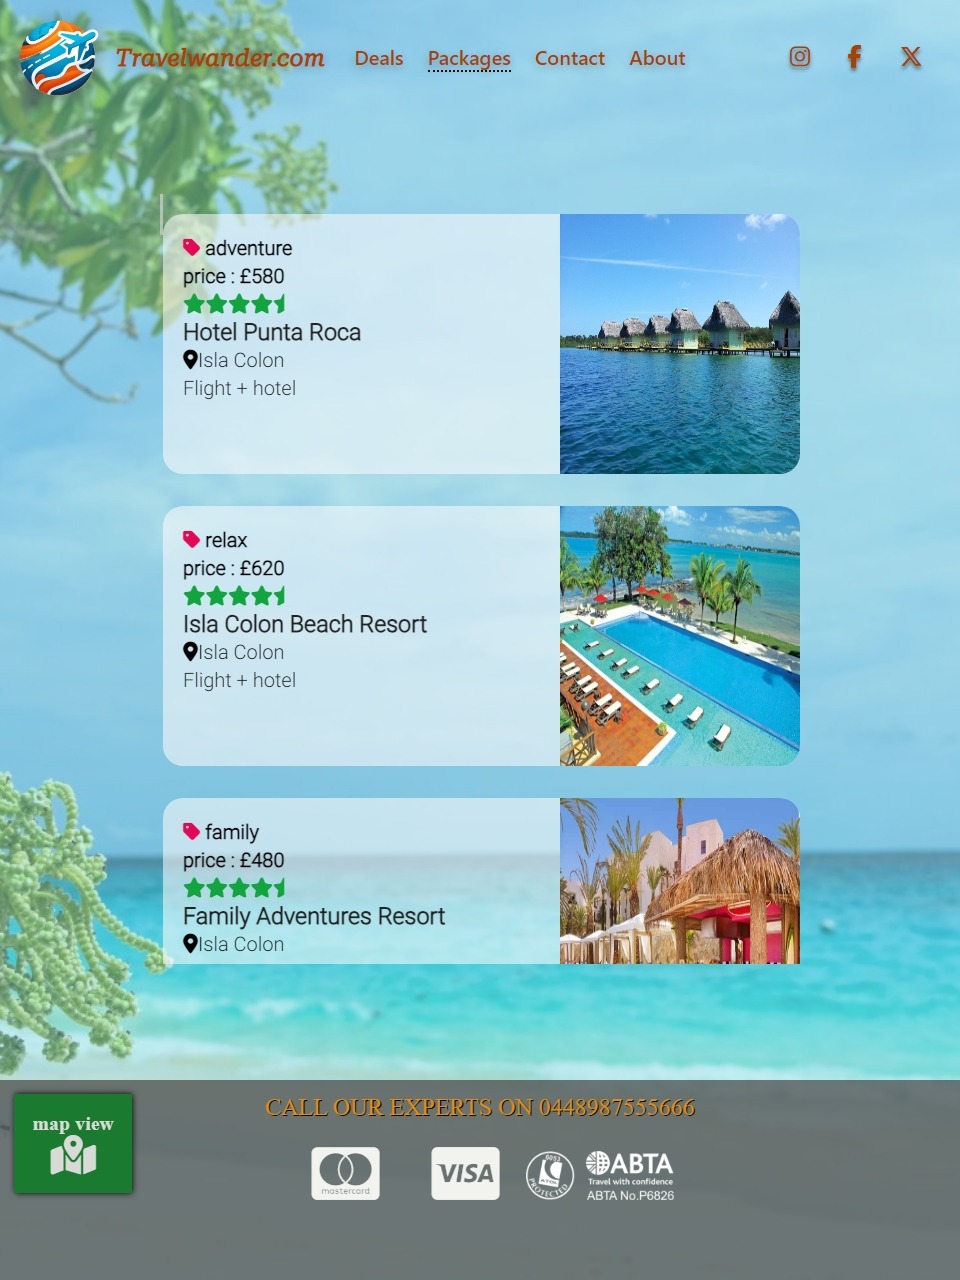 Travelwander.com Deals Packages Contact About
adventure
price : £580
Hotel Punta Roca
Isla Colon
Flight + hotel
relax
price : £620
Isla Colon Beach Resort
Isla Colon
Flight + hotel
family
price : £480
Family Adventures Resort
Isla Colon
CALL OUR EXPERTS ON 0448987555666
map view
mastercard
VISA
ATOL
PROTECTED
ABTA
Travel with confidence
ABTA No.P6826